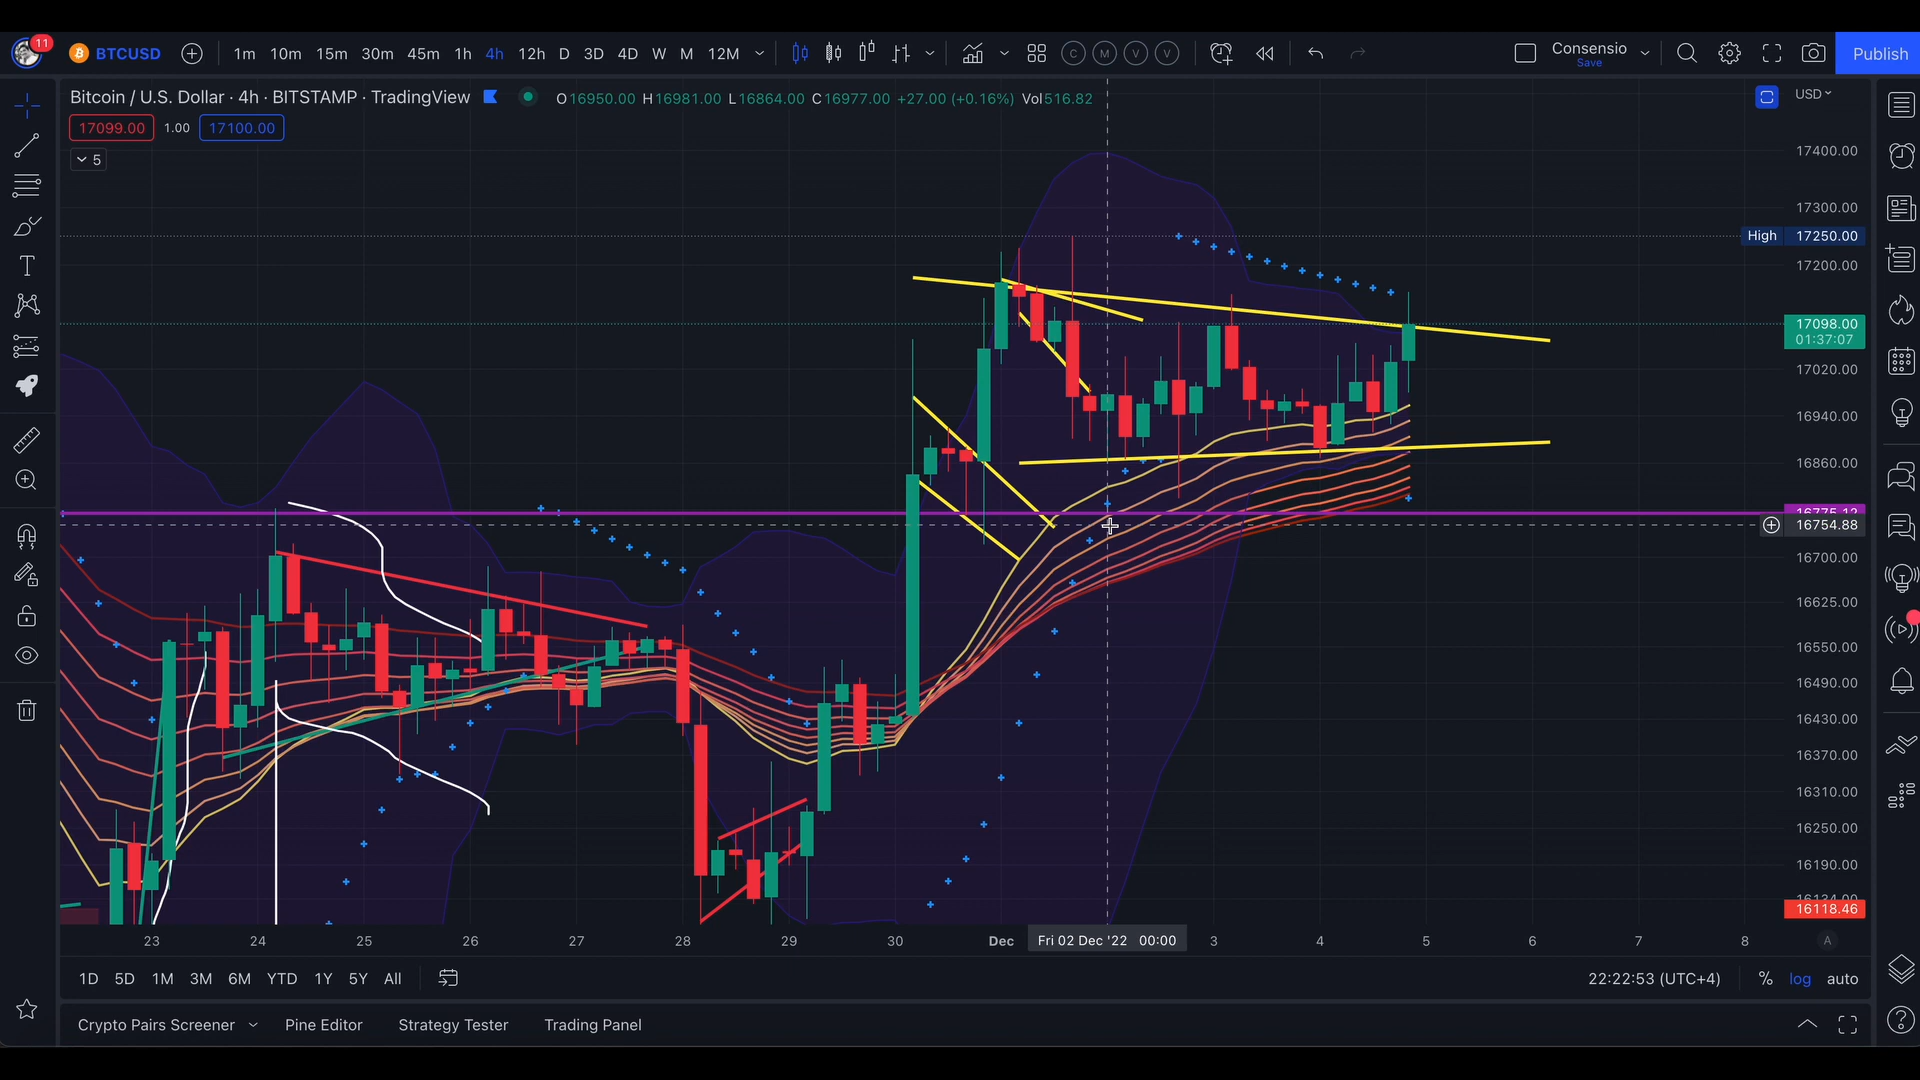 11
BTCUSD 1m 10m 15m 30m 45m 1h 4h 12h D 3D 4D W M 12M C M V V Consensio Save Publish
Bitcoin / U.S. Dollar · 4h · BITSTAMP · TradingView O16950.00 H16981.00 L16864.00 C16977.00 +27.00 (+0.16%) Vol516.82
USD
17099.00 1.00 17100.00
5
17400.00
17300.00
High 17250.00
17200.00
17098.00
01:37:07
17020.00
16940.00
16860.00
16775.12
16754.88
16700.00
16625.00
16550.00
16490.00
16430.00
16370.00
16310.00
16250.00
16190.00
16118.46
23 24 25 26 27 28 29 30 Dec Fri 02 Dec '22 00:00 3 4 5 6 7 8 A
1D 5D 1M 3M 6M YTD 1Y 5Y All 22:22:53 (UTC+4) % log auto
Crypto Pairs Screener Pine Editor Strategy Tester Trading Panel